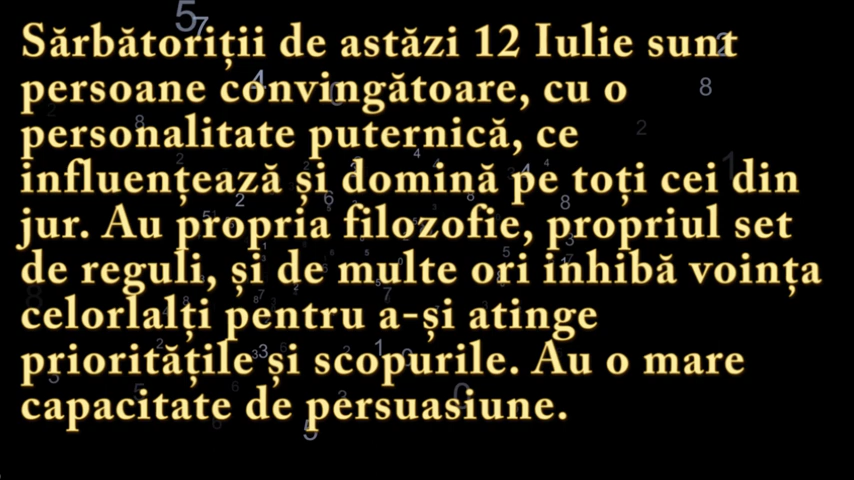 Sărbătoriții de astăzi 12 Iulie sunt
persoane convingătoare, cu o
personalitate puternică, ce
influențează și domină pe toți cei din
jur. Au propria filozofie, propriul set
de reguli, și de multe ori inhibă voința
celorlalți pentru a-și atinge
prioritățile și scopurile. Au o mare
capacitate de persuasiune.